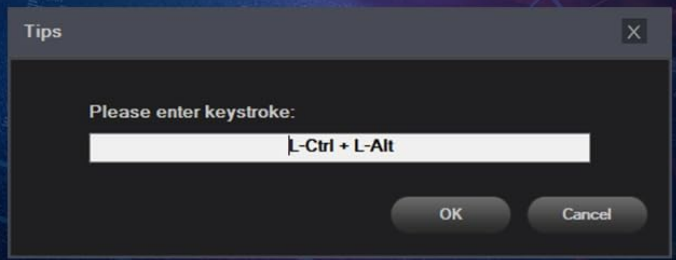 Tips
X
Please enter keystroke:
L-Ctrl + L-Alt
OK Cancel